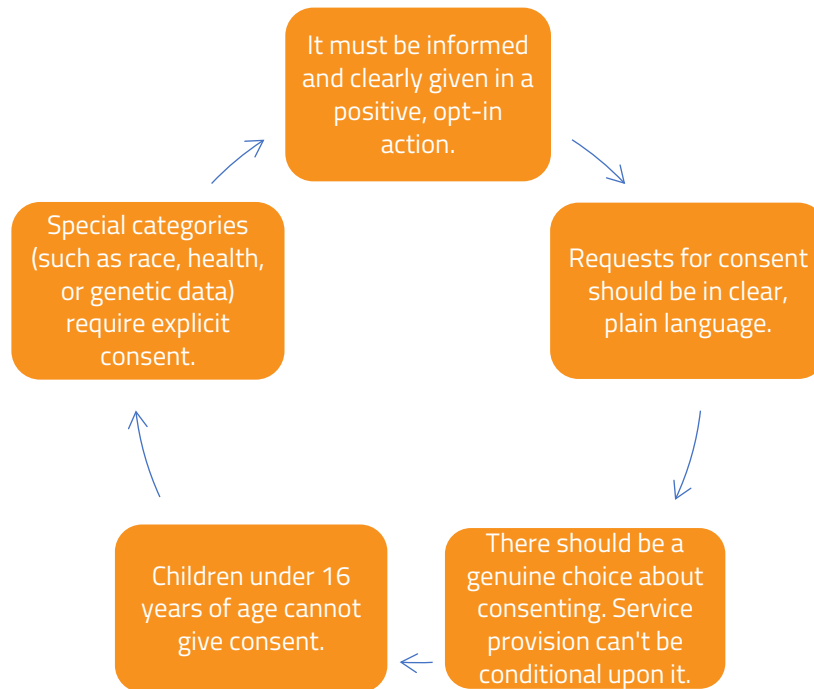 It must be informed
and clearly given in a
positive, opt-in
action.
Requests for consent
should be in clear,
plain language.
There should be a
genuine choice about
consenting. Service
provision can't be
conditional upon it.
Children under 16
years of age cannot
give consent.
Special categories
(such as race, health,
or genetic data)
require explicit
consent.